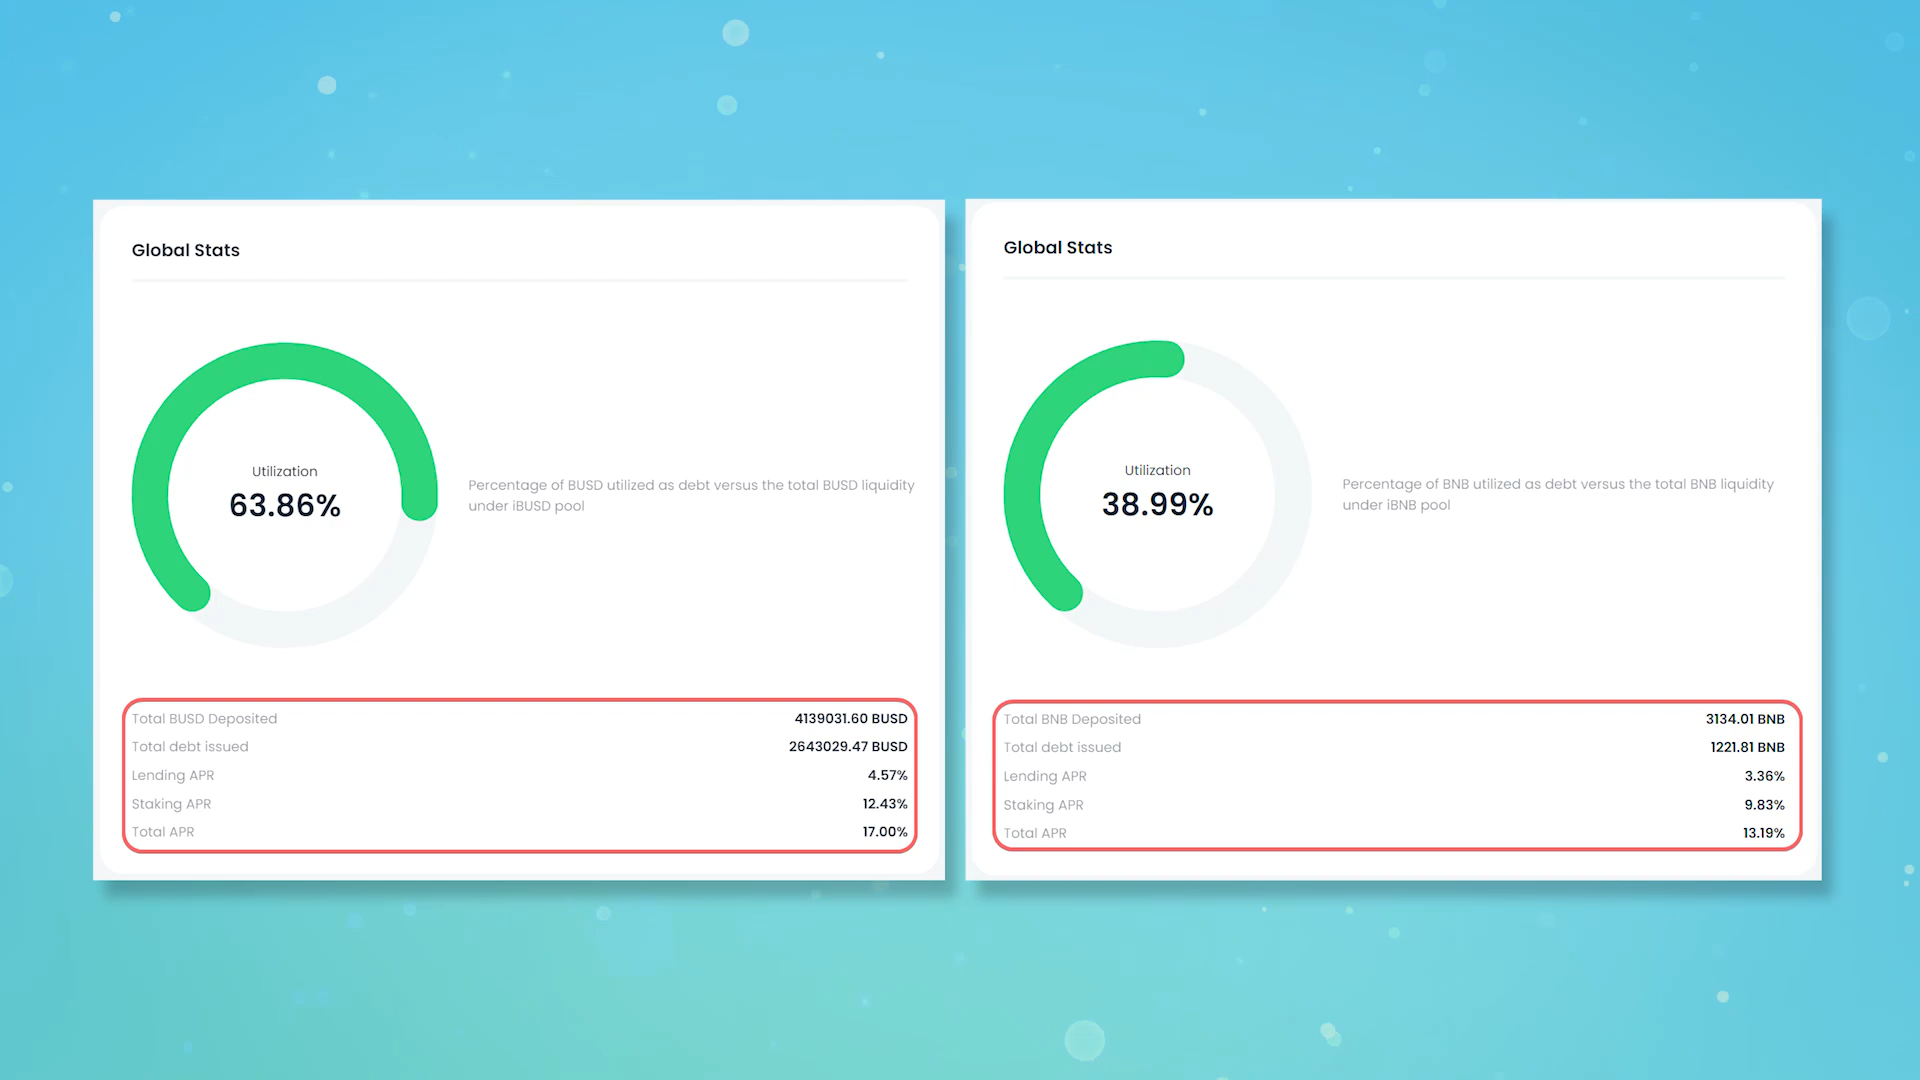 Global Stats
Utilization
63.86%
Percentage of BUSD utilized as debt versus the total BUSD liquidity
under iBUSD pool
Total BUSD Deposited 4139031.60 BUSD
Total debt issued 2643029.47 BUSD
Lending APR 4.57%
Staking APR 12.43%
Total APR 17.00%
Global Stats
Utilization
38.99%
Percentage of BNB utilized as debt versus the total BNB liquidity
under iBNB pool
Total BNB Deposited 3134.01 BNB
Total debt issued 1221.81 BNB
Lending APR 3.36%
Staking APR 9.83%
Total APR 13.19%